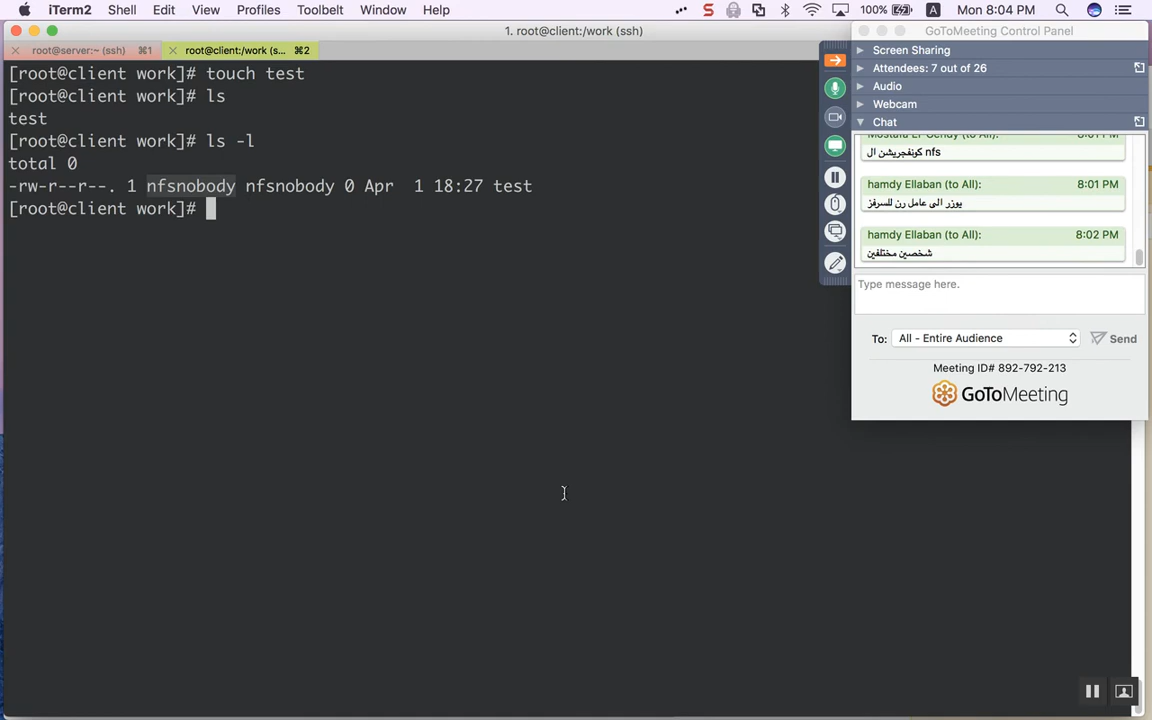 iTerm2 Shell Edit View Profiles Toolbelt Window Help 100% A Mon 8:04 PM
1. root@client:/work (ssh)
root@server:~ (ssh) ⌘1 root@client:/work (s... ⌘2
[root@client work]# touch test
[root@client work]# ls
test
[root@client work]# ls -l
total 0
-rw-r--r--. 1 nfsnobody nfsnobody 0 Apr 1 18:27 test
[root@client work]#
GoToMeeting Control Panel
Screen Sharing
Attendees: 7 out of 26
Audio
Webcam
Chat
كونفجريشن ال nfs
hamdy Ellaban (to All): 8:01 PM
يوزر الى عامل رن للسرفز
hamdy Ellaban (to All): 8:02 PM
شخصين مختلفين
Type message here.
To: All - Entire Audience Send
Meeting ID# 892-792-213
GoToMeeting